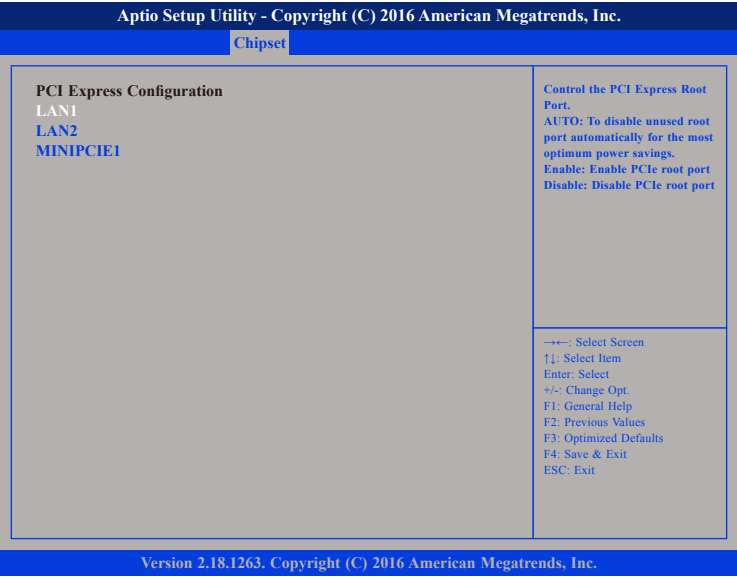 Aptio Setup Utility - Copyright (C) 2016 American Megatrends, Inc.
Chipset
PCI Express Configuration
LAN1
LAN2
MINIPCIE1
Control the PCI Express Root
Port.
AUTO: To disable unused root
port automatically for the most
optimum power savings.
Enable: Enable PCIe root port
Disable: Disable PCIe root port
→←: Select Screen
↑↓: Select Item
Enter: Select
+/-: Change Opt.
F1: General Help
F2: Previous Values
F3: Optimized Defaults
F4: Save & Exit
ESC: Exit
Version 2.18.1263. Copyright (C) 2016 American Megatrends, Inc.